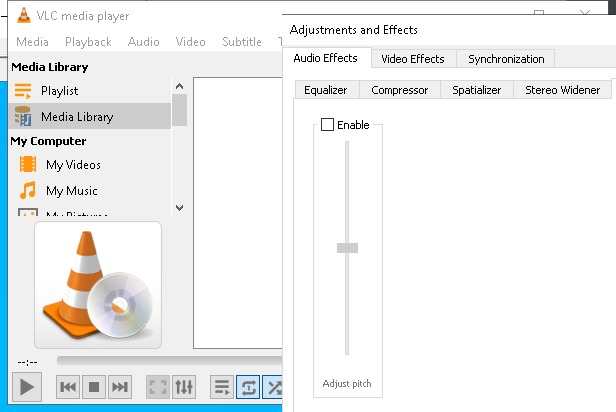 VLC media player
Media Playback Audio Video Subtitle
Media Library
Playlist
Media Library
My Computer
My Videos
My Music
My Pictures
--:--
Adjustments and Effects
Audio Effects Video Effects Synchronization
Equalizer Compressor Spatializer Stereo Widener
Enable
Adjust pitch